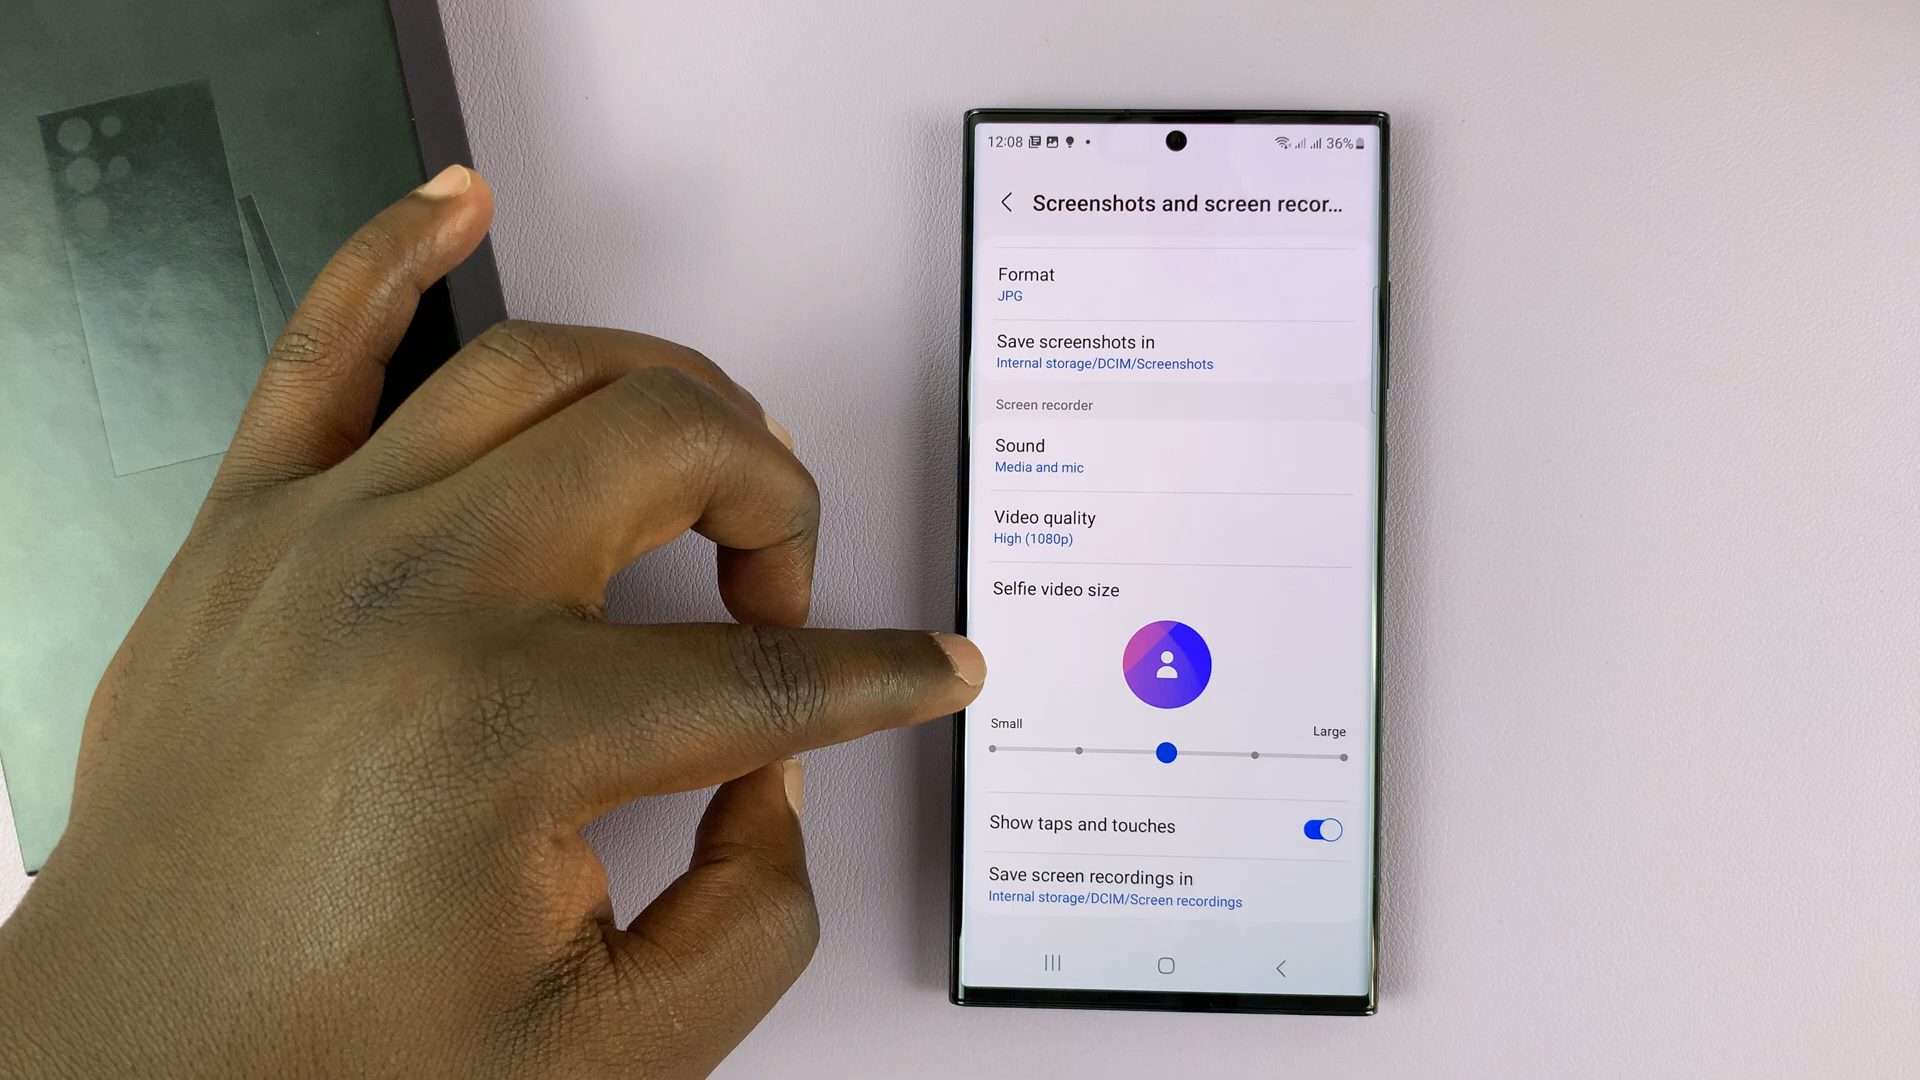 12:08
36%
Screenshots and screen recor...
Format
JPG
Save screenshots in
Internal storage/DCIM/Screenshots
Screen recorder
Sound
Media and mic
Video quality
High (1080p)
Selfie video size
Small
Large
Show taps and touches
Save screen recordings in
Internal storage/DCIM/Screen recordings